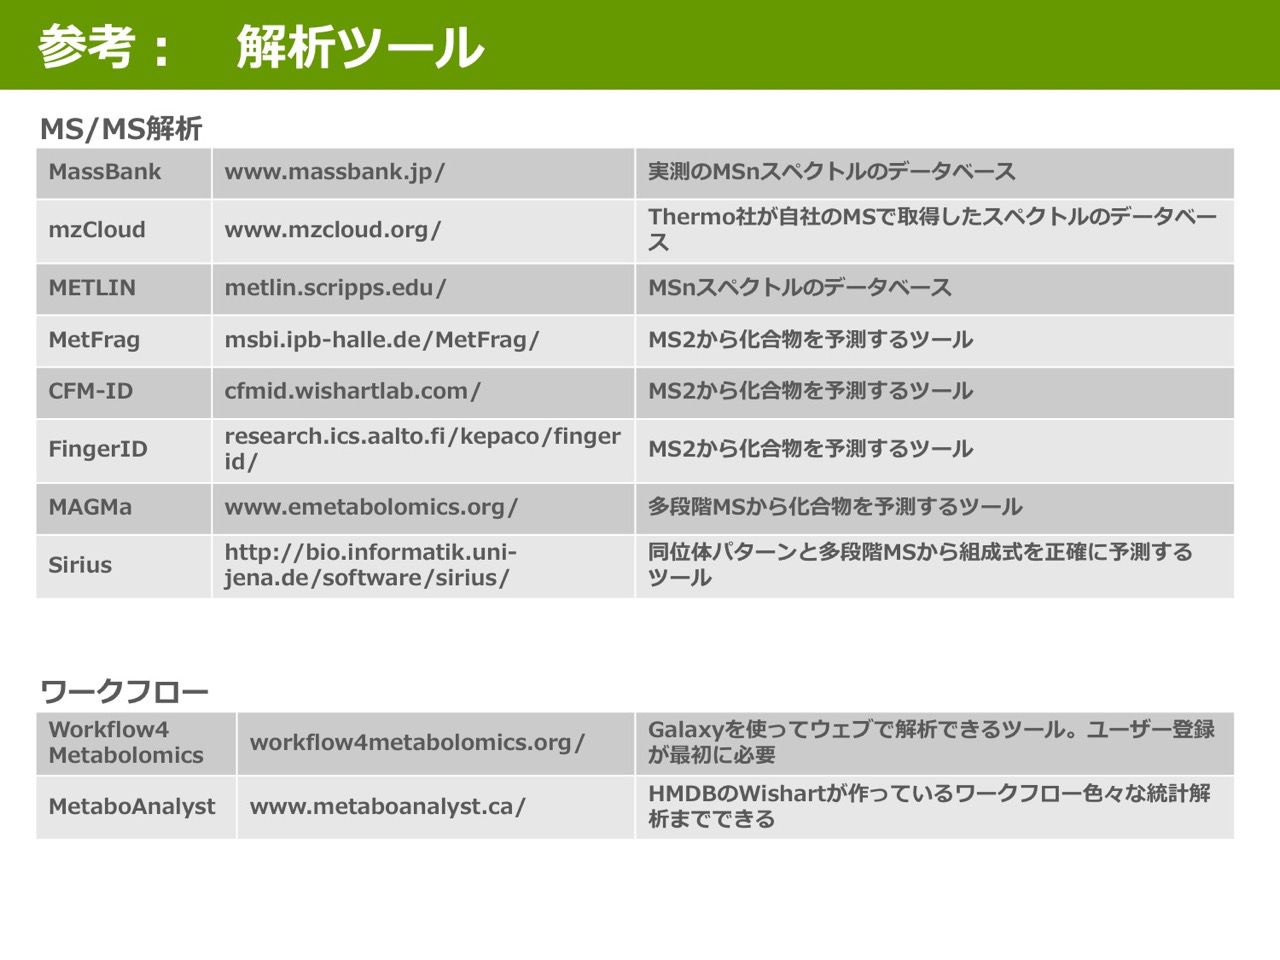 参考：　解析ツール
MS/MS解析
MassBank
www.massbank.jp/
実測のMSnスペクトルのデータベース
mzCloud
www.mzcloud.org/
Thermo社が自社のMSで取得したスペクトルのデータベー
ス
METLIN
metlin.scripps.edu/
MSnスペクトルのデータベース
MetFrag
msbi.ipb-halle.de/MetFrag/
MS2から化合物を予測するツール
CFM-ID
cfmid.wishartlab.com/
MS2から化合物を予測するツール
FingerID
research.ics.aalto.fi/kepaco/finger
id/
MS2から化合物を予測するツール
MAGMa
www.emetabolomics.org/
多段階MSから化合物を予測するツール
Sirius
http://bio.informatik.uni-
jena.de/software/sirius/
同位体パターンと多段階MSから組成式を正確に予測する
ツール
ワークフロー
Workflow4
Metabolomics
workflow4metabolomics.org/
Galaxyを使ってウェブで解析できるツール。ユーザー登録
が最初に必要
MetaboAnalyst
www.metaboanalyst.ca/
HMDBのWishartが作っているワークフロー色々な統計解
析までできる